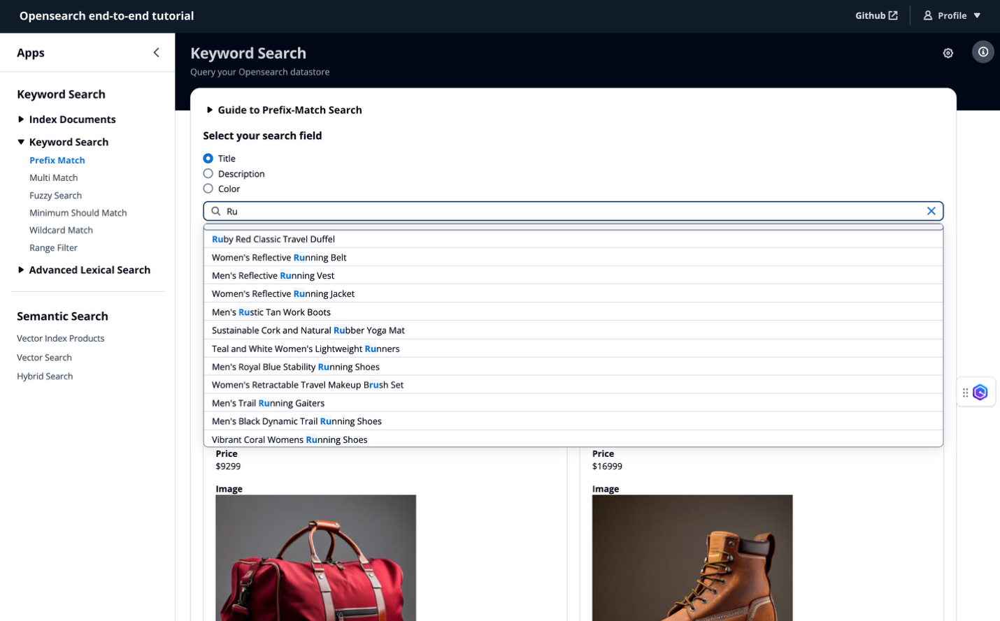 Opensearch end-to-end tutorial
Github
Profile
Apps
Keyword Search
Index Documents
Keyword Search
Prefix Match
Multi Match
Fuzzy Search
Minimum Should Match
Wildcard Match
Range Filter
Advanced Lexical Search
Semantic Search
Vector Index Products
Vector Search
Hybrid Search
Keyword Search
Query your Opensearch datastore
Guide to Prefix-Match Search
Select your search field
Title
Description
Color
Ru
Ruby Red Classic Travel Duffel
Women's Reflective Running Belt
Men's Reflective Running Vest
Women's Reflective Running Jacket
Men's Rustic Tan Work Boots
Sustainable Cork and Natural Rubber Yoga Mat
Teal and White Women's Lightweight Runners
Men's Royal Blue Stability Running Shoes
Women's Retractable Travel Makeup Brush Set
Men's Trail Running Gaiters
Men's Black Dynamic Trail Running Shoes
Vibrant Coral Womens Running Shoes
Price
$9299
Image
Price
$16999
Image